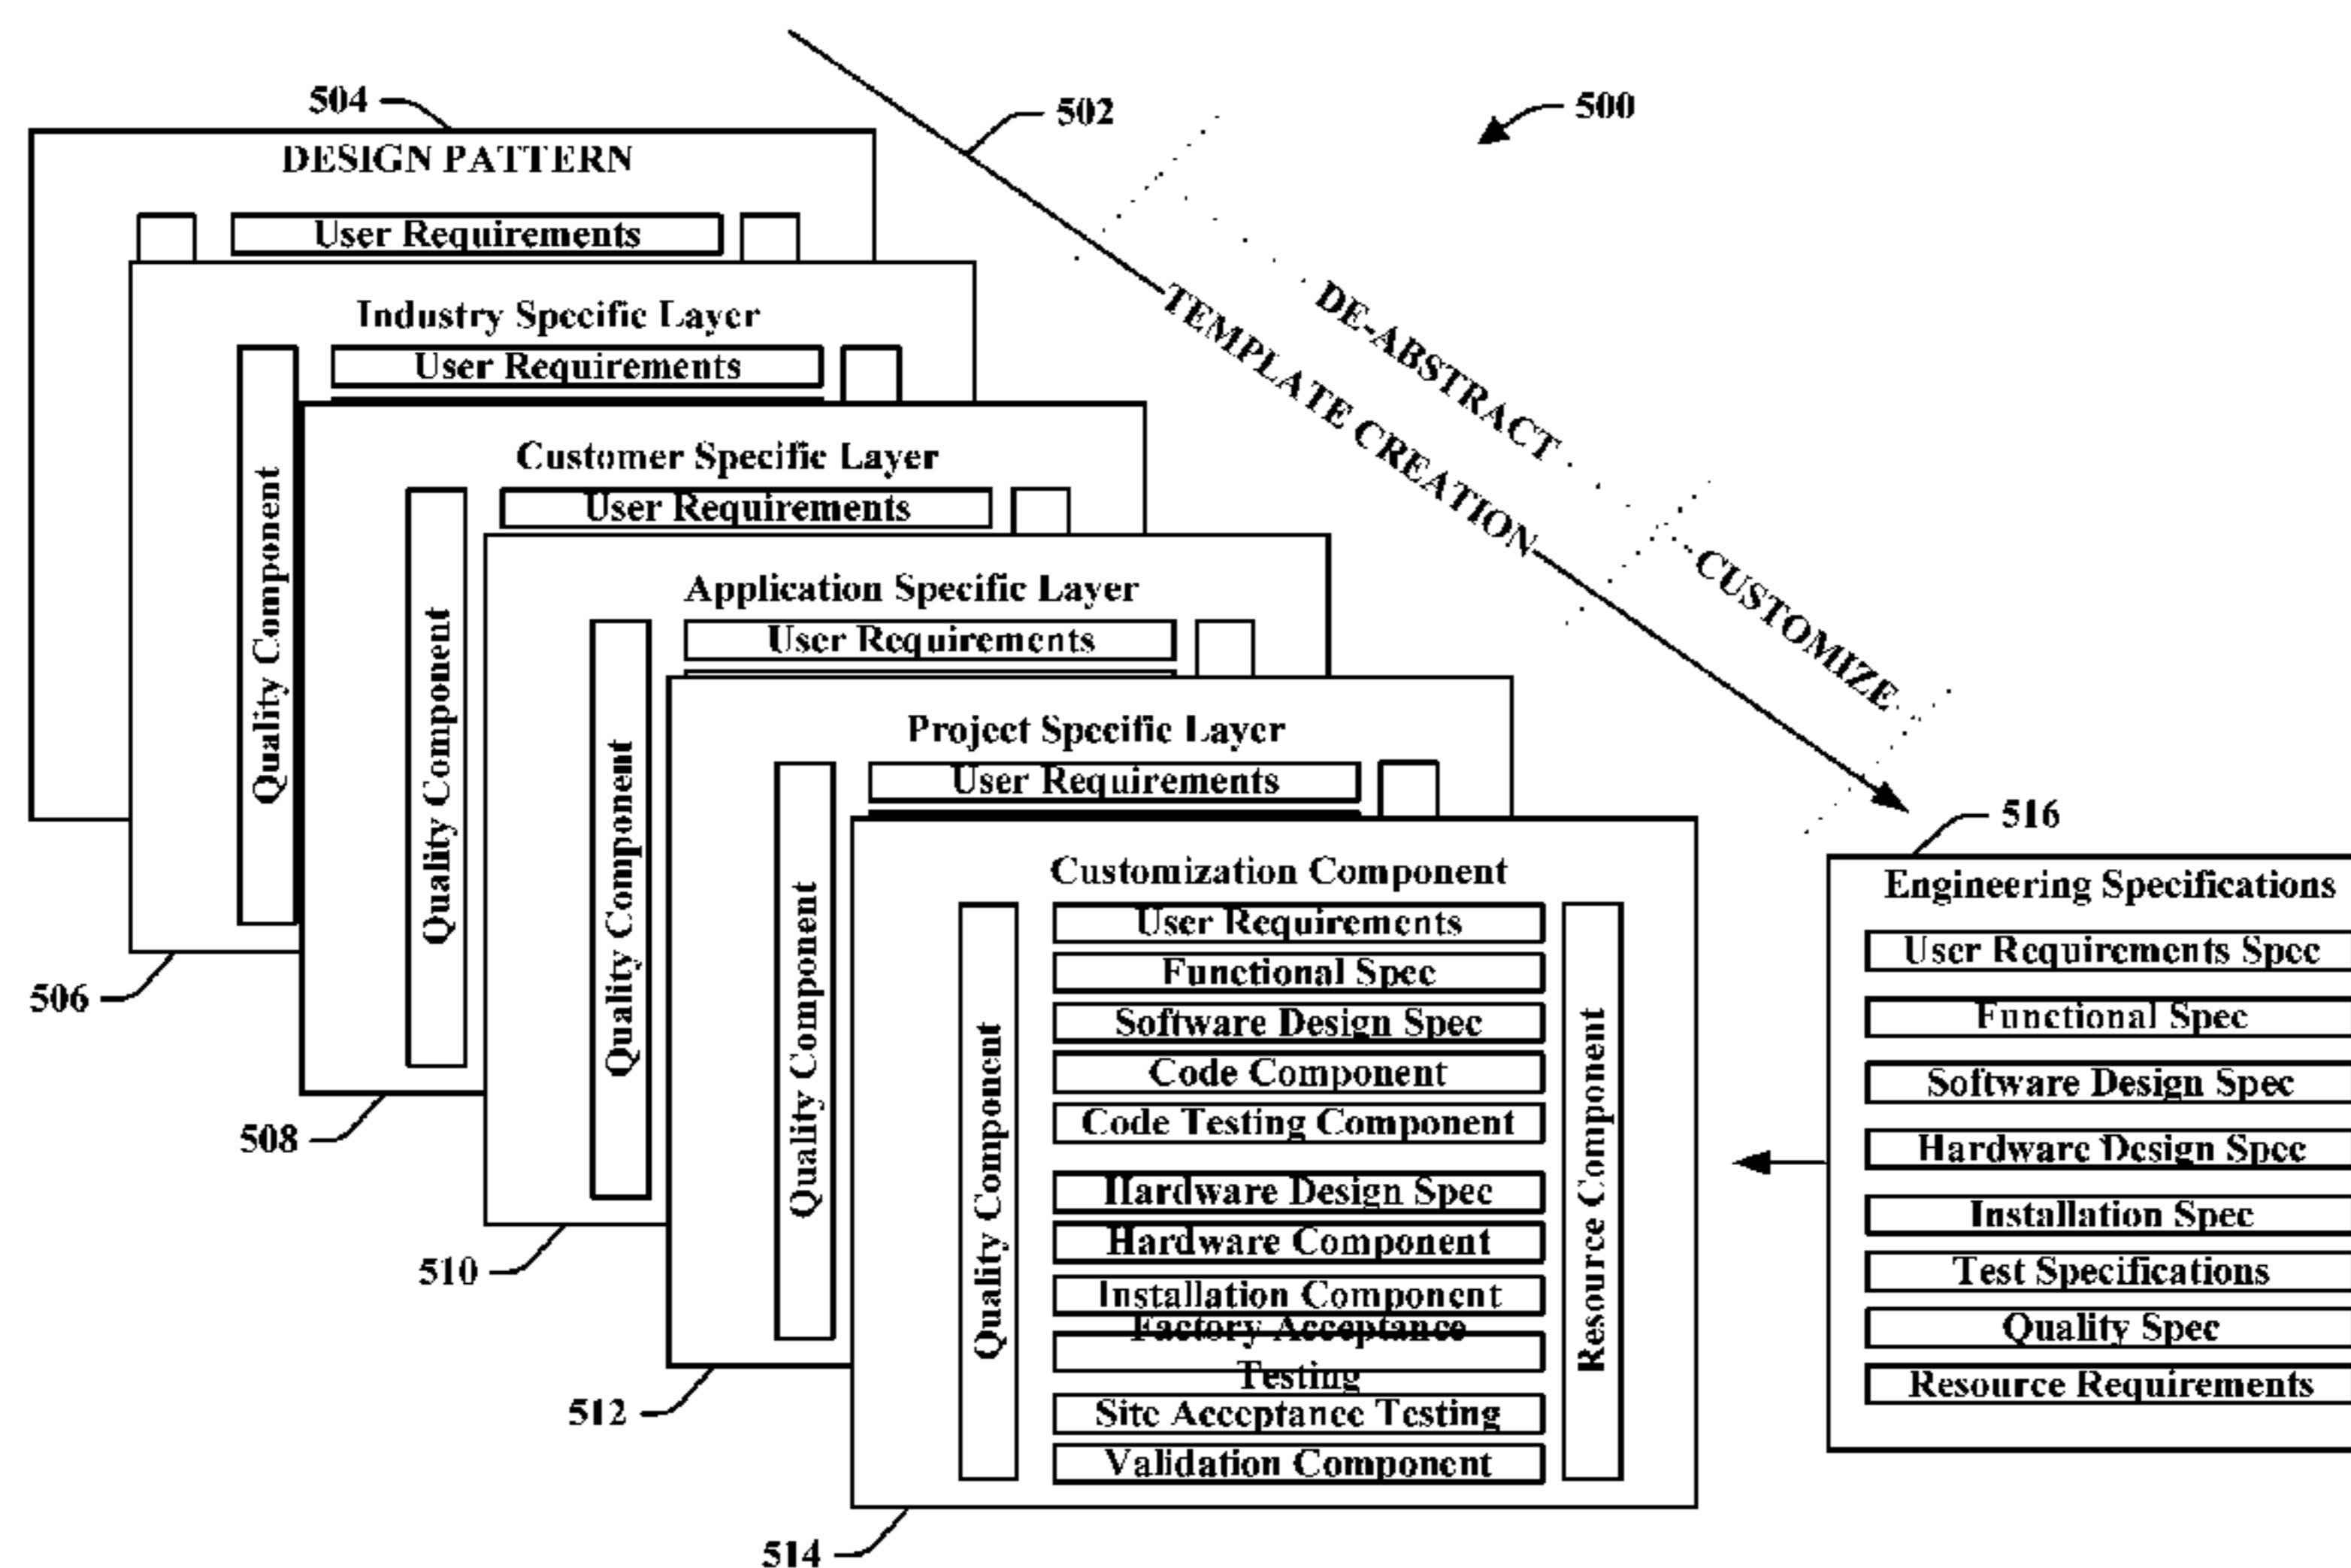 504
502
500
DESIGN PATTERN
User Requirements
Industry Specific Layer
User Requirements
Quality Component
DE-ABSTRACT
TEMPLATE CREATION
CUSTOMIZE
Customer Specific Layer
User Requirements
Quality Component
Application Specific Layer
User Requirements
Quality Component
Project Specific Layer
User Requirements
Quality Component
506
508
510
512
Customization Component
Quality Component
User Requirements
Functional Spec
Software Design Spec
Code Component
Code Testing Component
Hardware Design Spec
Hardware Component
Installation Component
Factory Acceptance
Testing
Site Acceptance Testing
Validation Component
Resource Component
514
516
Engineering Specifications
User Requirements Spec
Functional Spec
Software Design Spec
Hardware Design Spec
Installation Spec
Test Specifications
Quality Spec
Resource Requirements